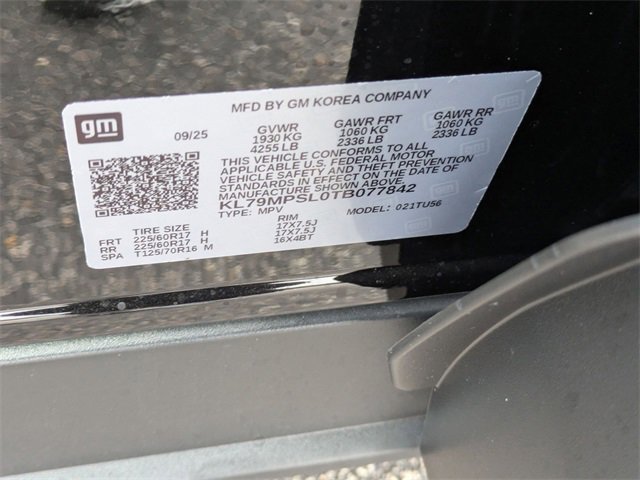 MFD BY GM KOREA COMPANY
gm
09/25
GVWR
1930 KG
4255 LB
GAWR FRT
1060 KG
2336 LB
GAWR RR
1060 KG
2336 LB
THIS VEHICLE CONFORMS TO ALL
APPLICABLE U.S. FEDERAL MOTOR
VEHICLE SAFETY AND THEFT PREVENTION
STANDARDS IN EFFECT ON THE DATE OF
MANUFACTURE SHOWN ABOVE.
KL79MPSL0TB077842
TYPE: MPV MODEL: 021TU56
TIRE SIZE RIM
FRT 225/60R17 H 17X7.5J
RR 225/60R17 H 17X7.5J
SPA T125/70R16 M 16X4BT